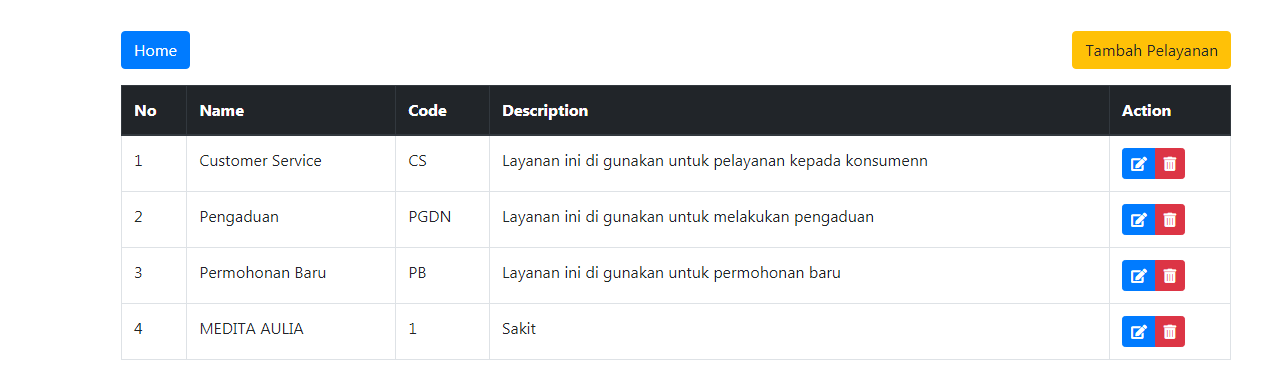 Home Tambah Pelayanan
No Name Code Description Action
1 Customer Service CS Layanan ini di gunakan untuk pelayanan kepada konsumenn
2 Pengaduan PGDN Layanan ini di gunakan untuk melakukan pengaduan
3 Permohonan Baru PB Layanan ini di gunakan untuk permohonan baru
4 MEDITA AULIA 1 Sakit